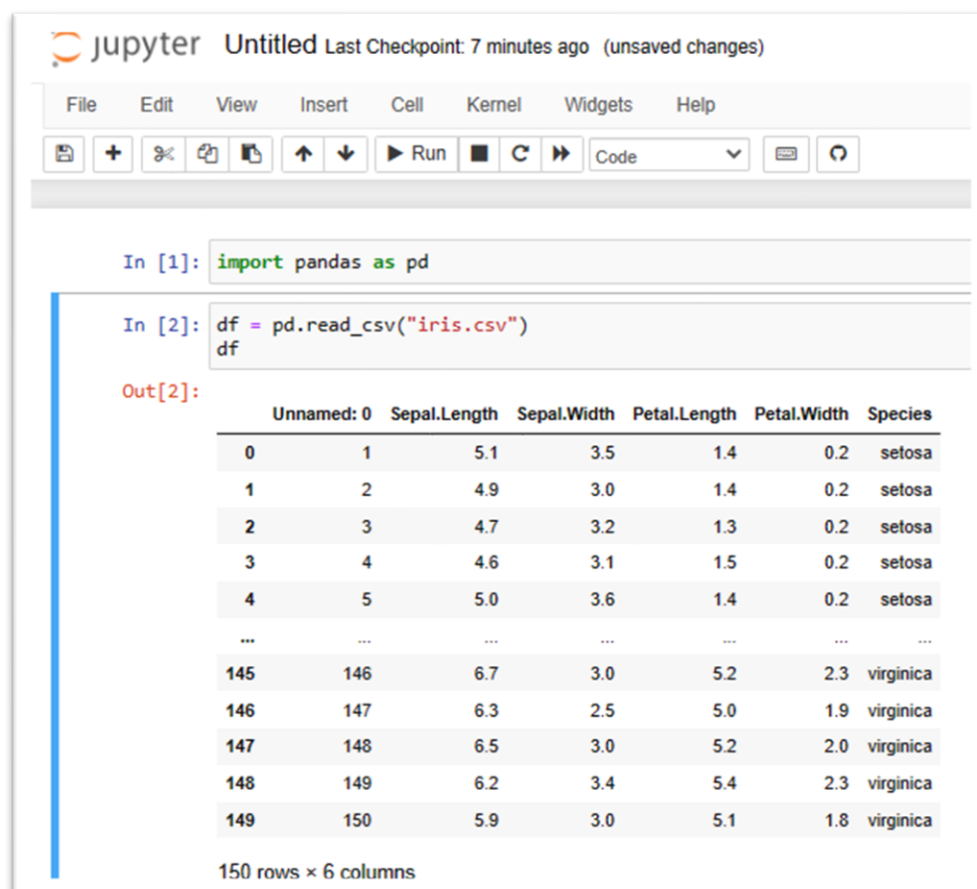 jupyter Untitled Last Checkpoint: 7 minutes ago (unsaved changes)
File Edit View Insert Cell Kernel Widgets Help
Run Code
In [1]: import pandas as pd
In [2]: df = pd.read_csv("iris.csv")
df
Out[2]:
Unnamed: 0 Sepal.Length Sepal.Width Petal.Length Petal.Width Species
0 1 5.1 3.5 1.4 0.2 setosa
1 2 4.9 3.0 1.4 0.2 setosa
2 3 4.7 3.2 1.3 0.2 setosa
3 4 4.6 3.1 1.5 0.2 setosa
4 5 5.0 3.6 1.4 0.2 setosa
... ... ... ... ... ... ...
145 146 6.7 3.0 5.2 2.3 virginica
146 147 6.3 2.5 5.0 1.9 virginica
147 148 6.5 3.0 5.2 2.0 virginica
148 149 6.2 3.4 5.4 2.3 virginica
149 150 5.9 3.0 5.1 1.8 virginica
150 rows × 6 columns